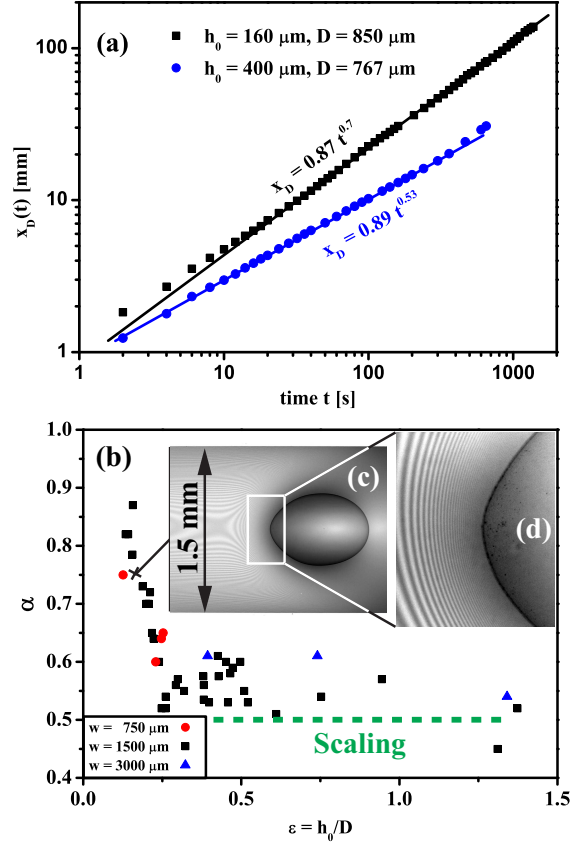 (a)
h₀ = 160 μm, D = 850 μm
h₀ = 400 μm, D = 767 μm
100
10
1
x_D(t) [mm]
x_D = 0.87 t^0.7
x_D = 0.89 t^0.53
1
10
100
1000
time t [s]
(b)
(c)
(d)
1.5 mm
1.0
0.9
0.8
0.7
0.6
0.5
0.4
α
w = 750 μm
w = 1500 μm
w = 3000 μm
Scaling
0.0
0.5
1.0
1.5
ε = h₀/D